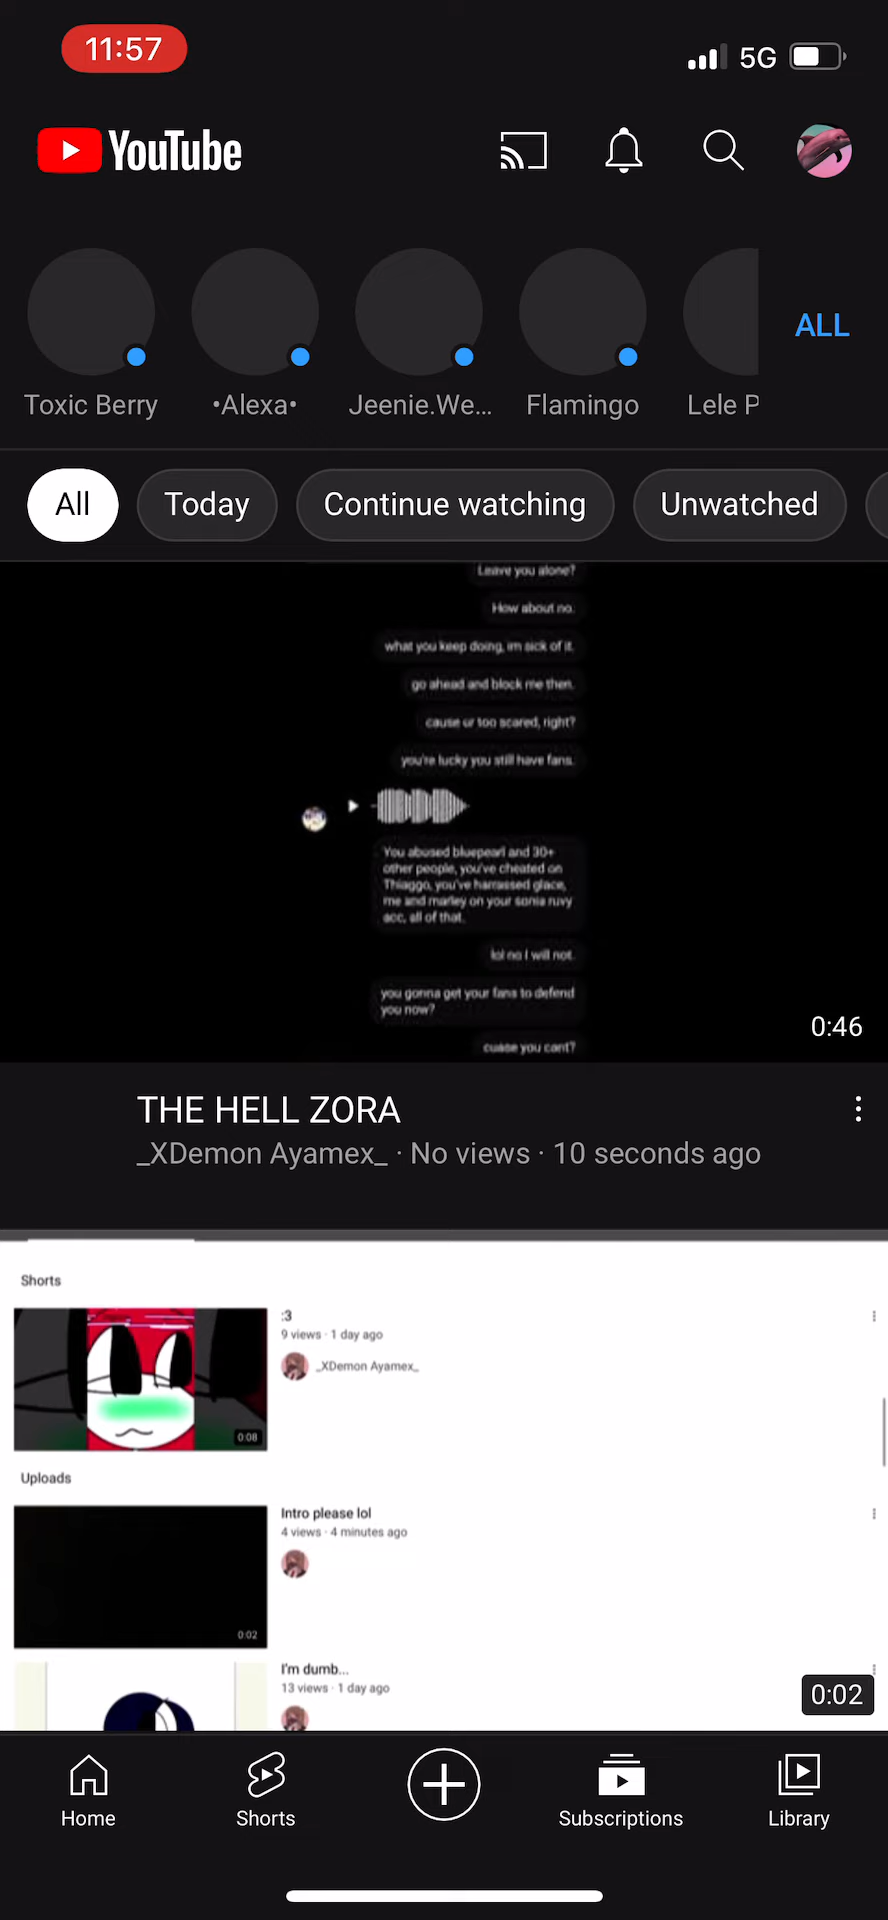 11:57
5G
YouTube
Toxic Berry
•Alexa•
Jeenie.We...
Flamingo
Lele P
ALL
All
Today
Continue watching
Unwatched
Leave you alone?
How about no.
what you keep doing, im sick of it.
go ahead and block me then.
cause ur too scared, right?
you're lucky you still have fans.
You abused bluepearl and 30+
other people, you've cheated on
Thiaggo, you've harrassed glace,
me and marley on your sonia ruvy
acc, all of that.
lol no I will not.
you gonna get your fans to defend
you now?
cuase you cant?
0:46
THE HELL ZORA
_XDemon Ayamex_ · No views · 10 seconds ago
Shorts
:3
9 views · 1 day ago
_XDemon Ayamex_
0:08
Uploads
Intro please lol
4 views · 4 minutes ago
0:02
I'm dumb...
13 views · 1 day ago
0:02
Home
Shorts
Subscriptions
Library